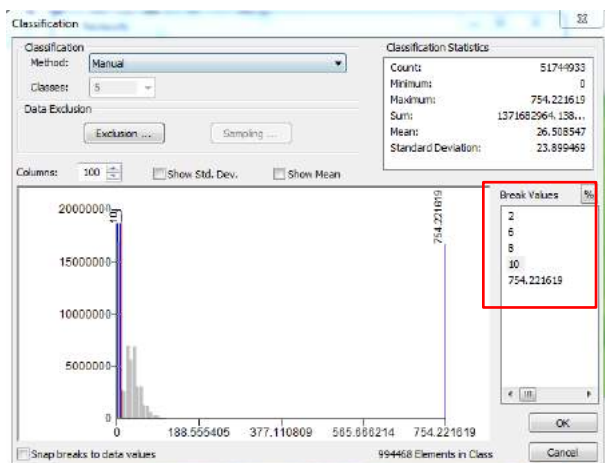 Classification
Classification
Method: Manual
Classes: 5
Data Exclusion
Exclusion ...
Sampling ...
Classification Statistics
Count: 51744933
Minimum: 0
Maximum: 754.221619
Sum: 1371682964.138...
Mean: 26.508547
Standard Deviation: 23.899469
Columns: 100
Show Std. Dev.
Show Mean
Break Values
%
2
6
8
10
754.221619
10
754.221619
20000000
15000000
10000000
5000000
0
0 188.555405 377.110809 565.666214 754.221619
OK
Snap breaks to data values
994468 Elements in Class
Cancel